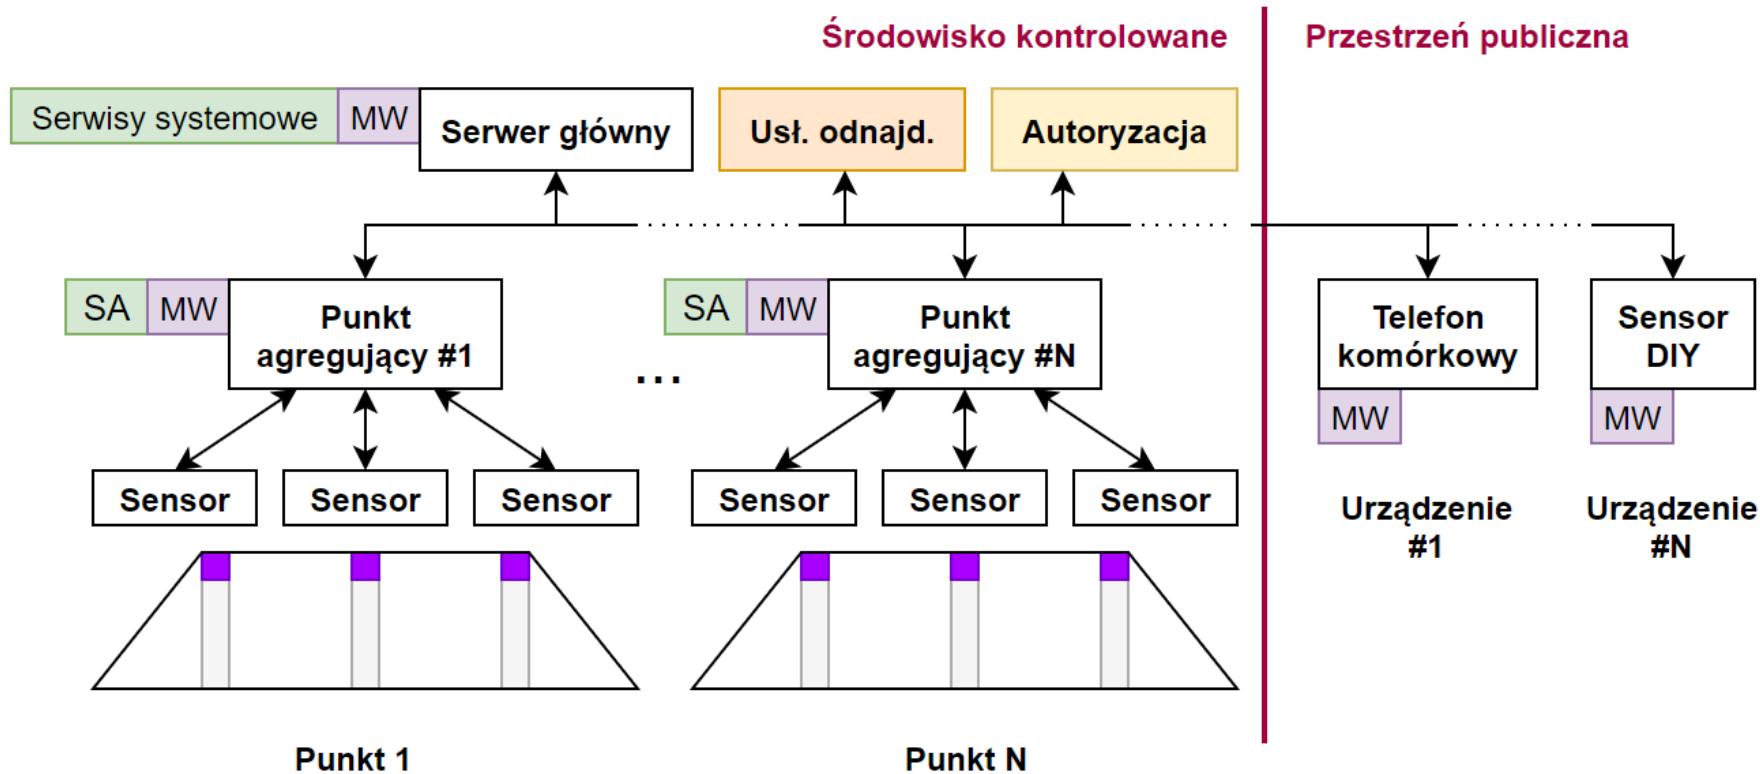 Środowisko kontrolowane
Przestrzeń publiczna
Serwisy systemowe
MW
Serwer główny
Usł. odnajd.
Autoryzacja
SA
MW
Punkt
agregujący #1
...
SA
MW
Punkt
agregujący #N
Telefon
komórkowy
MW
Sensor
DIY
MW
Sensor
Sensor
Sensor
Sensor
Sensor
Sensor
Urządzenie
#1
Urządzenie
#N
Punkt 1
Punkt N